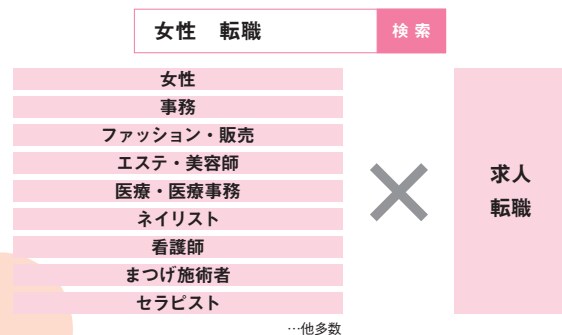 女性　転職
検索
女性
事務
ファッション・販売
エステ・美容師
医療・医療事務
ネイリスト
看護師
まつげ施術者
セラピスト
…他多数
×
求人
転職